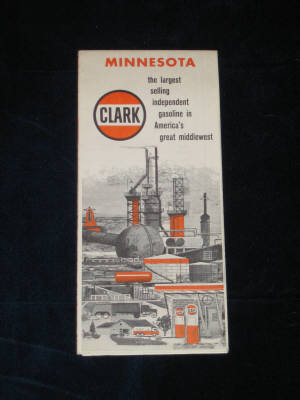 MINNESOTA
the largest
selling
independent
gasoline in
America's
great middlewest
CLARK